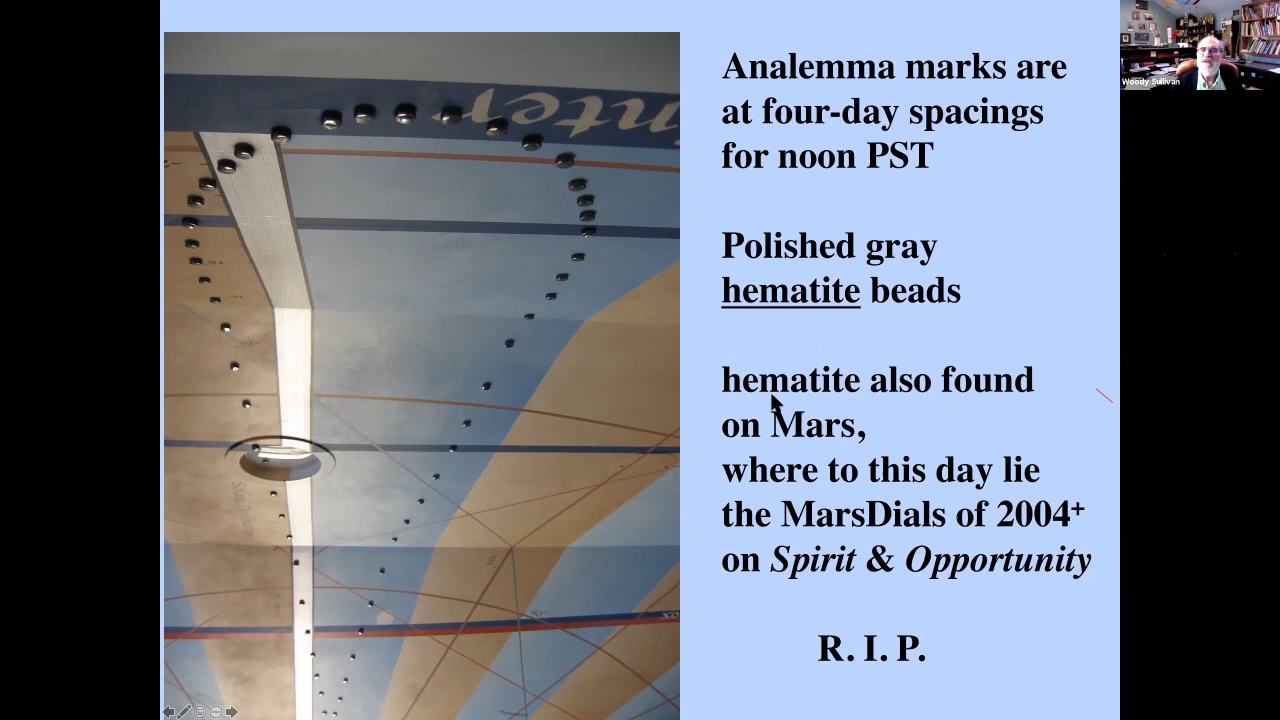 Analemma marks are
at four-day spacings
for noon PST
Polished gray
hematite beads
hematite also found
on Mars,
where to this day lie
the MarsDials of 2004⁺
on Spirit & Opportunity
R. I. P.
Woody Sullivan